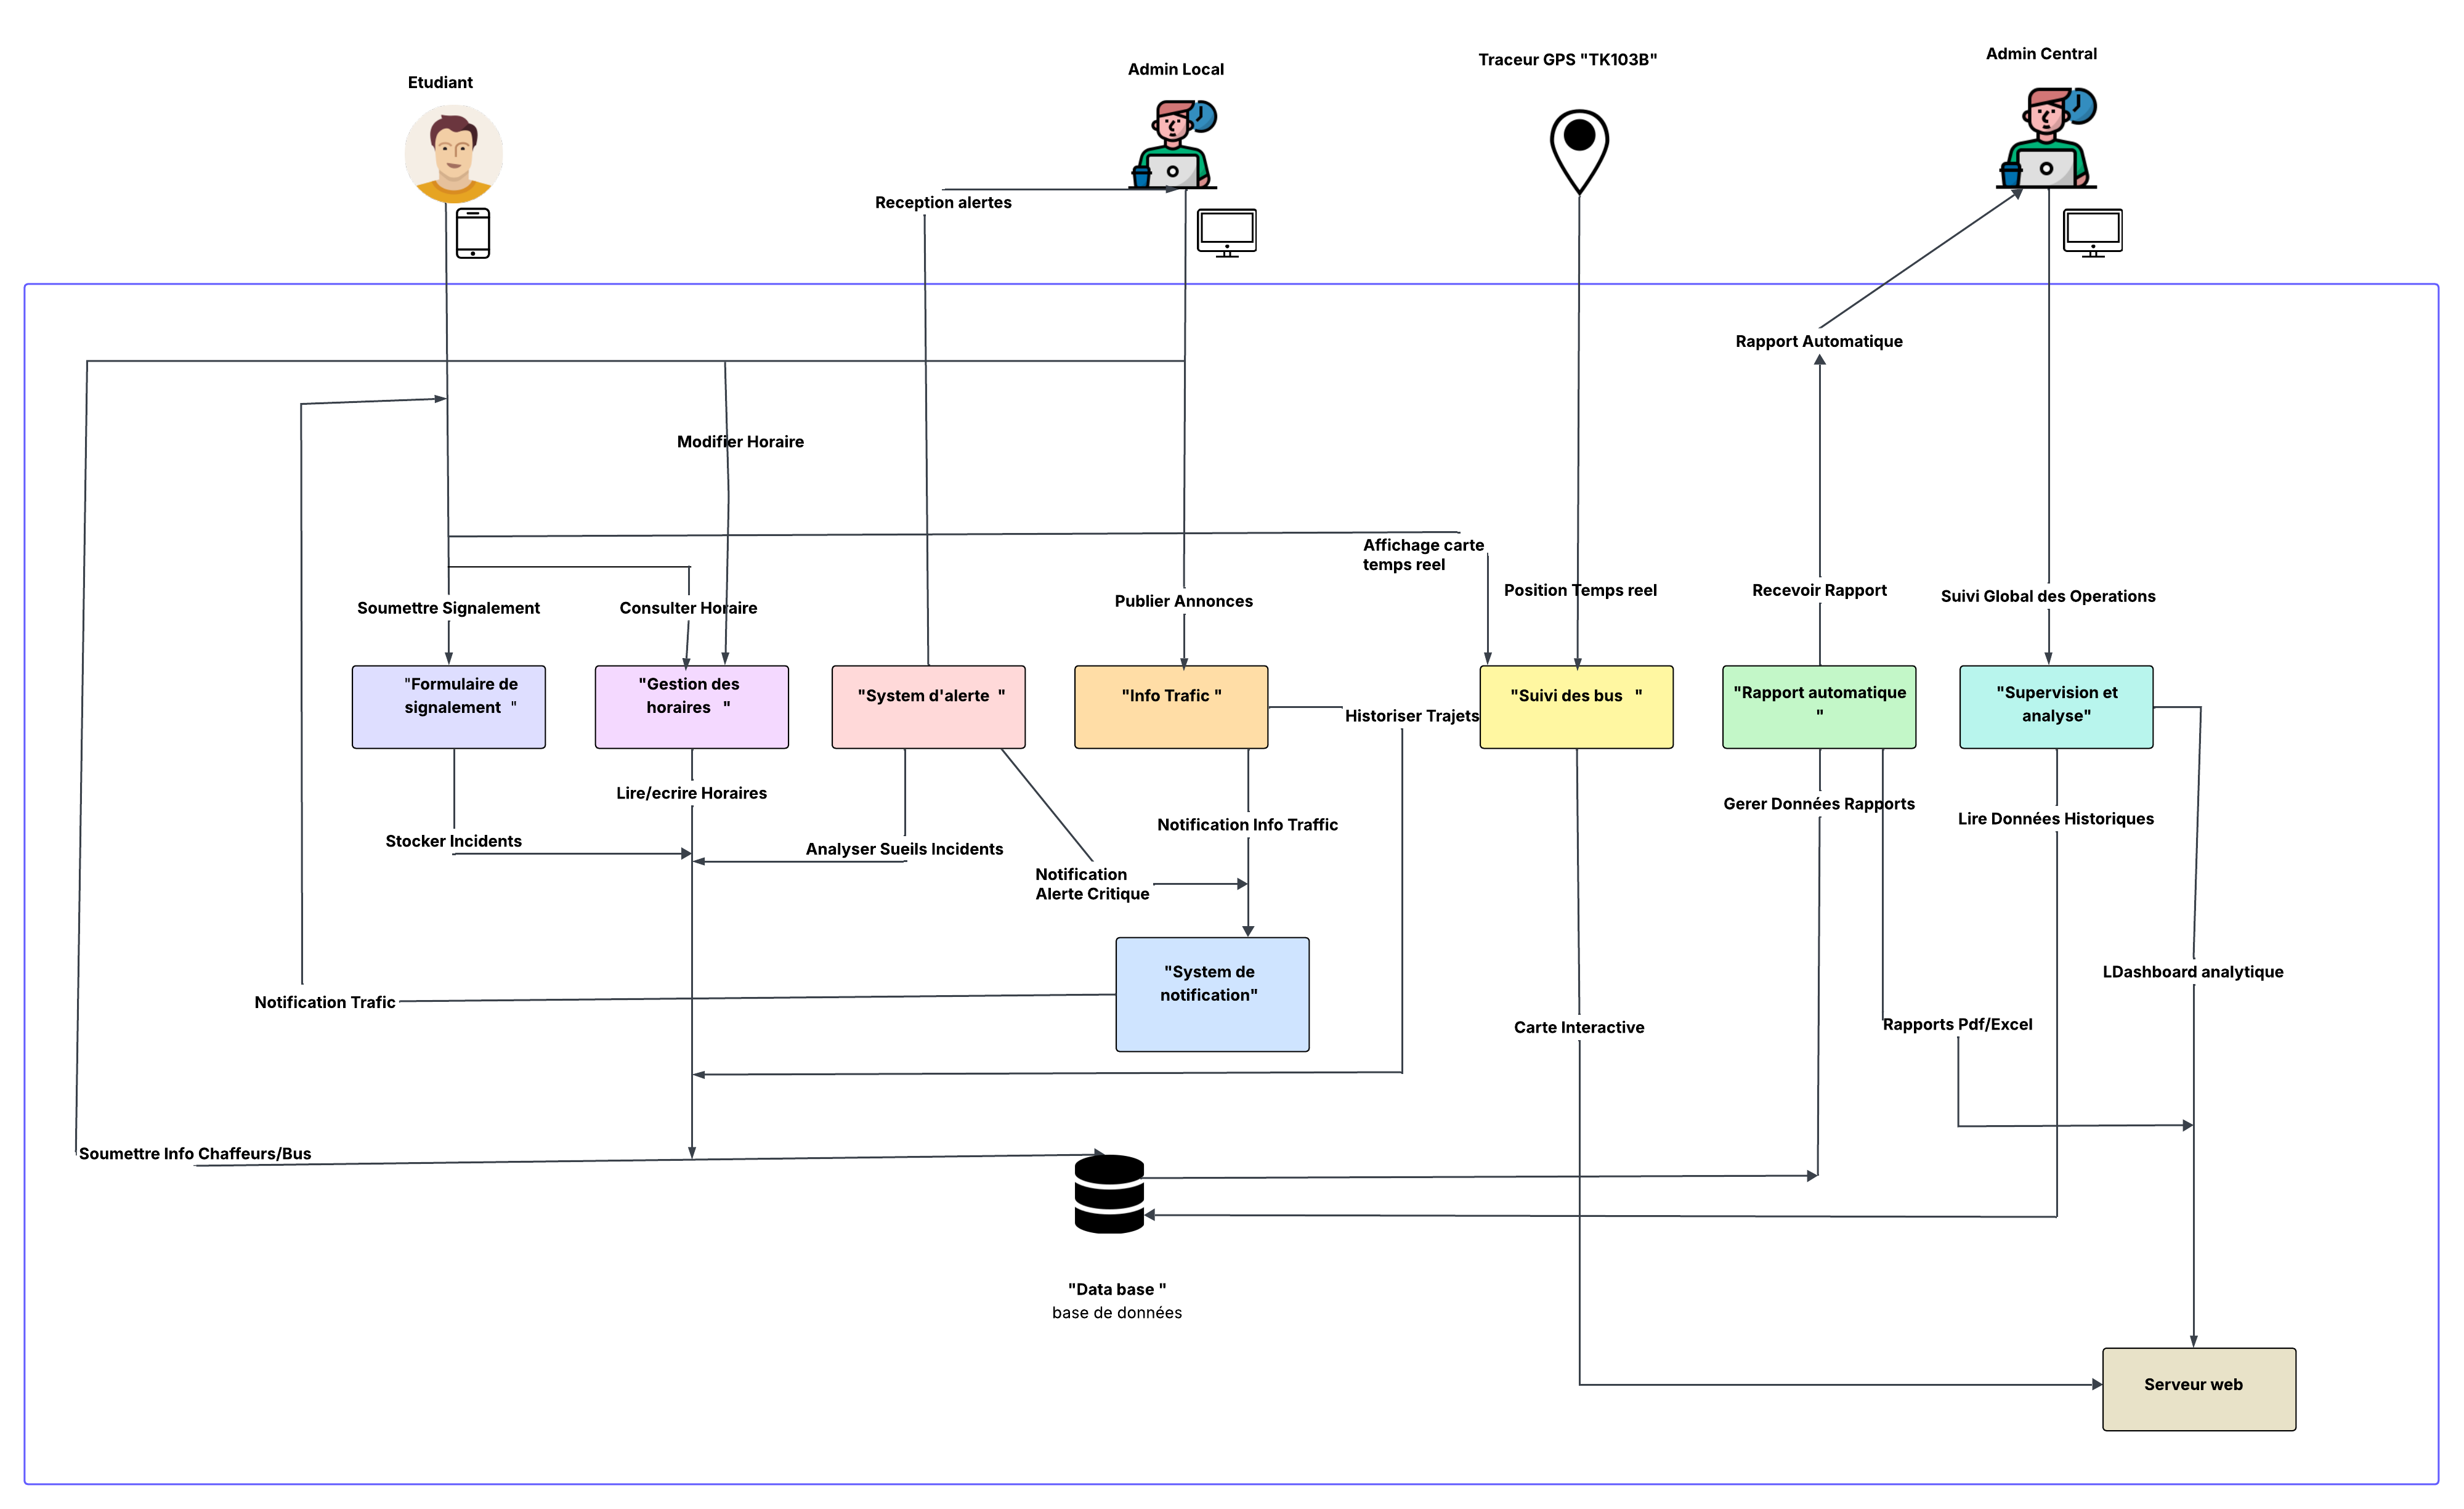 Etudiant
Admin Local
Traceur GPS "TK103B"
Admin Central
Reception alertes
Rapport Automatique
Modifier Horaire
Affichage carte
temps reel
Soumettre Signalement
Consulter Horaire
Publier Annonces
Position Temps reel
Recevoir Rapport
Suivi Global des Operations
"Formulaire de
signalement "
"Gestion des
horaires "
"System d'alerte "
"Info Trafic "
Historiser Trajets
"Suivi des bus "
"Rapport automatique
"
"Supervision et
analyse"
Lire/ecrire Horaires
Stocker Incidents
Analyser Sueils Incidents
Notification Info Traffic
Notification
Alerte Critique
Gerer Données Rapports
Lire Données Historiques
"System de
notification"
Notification Trafic
LDashboard analytique
Carte Interactive
Rapports Pdf/Excel
Soumettre Info Chaffeurs/Bus
"Data base "
base de données
Serveur web